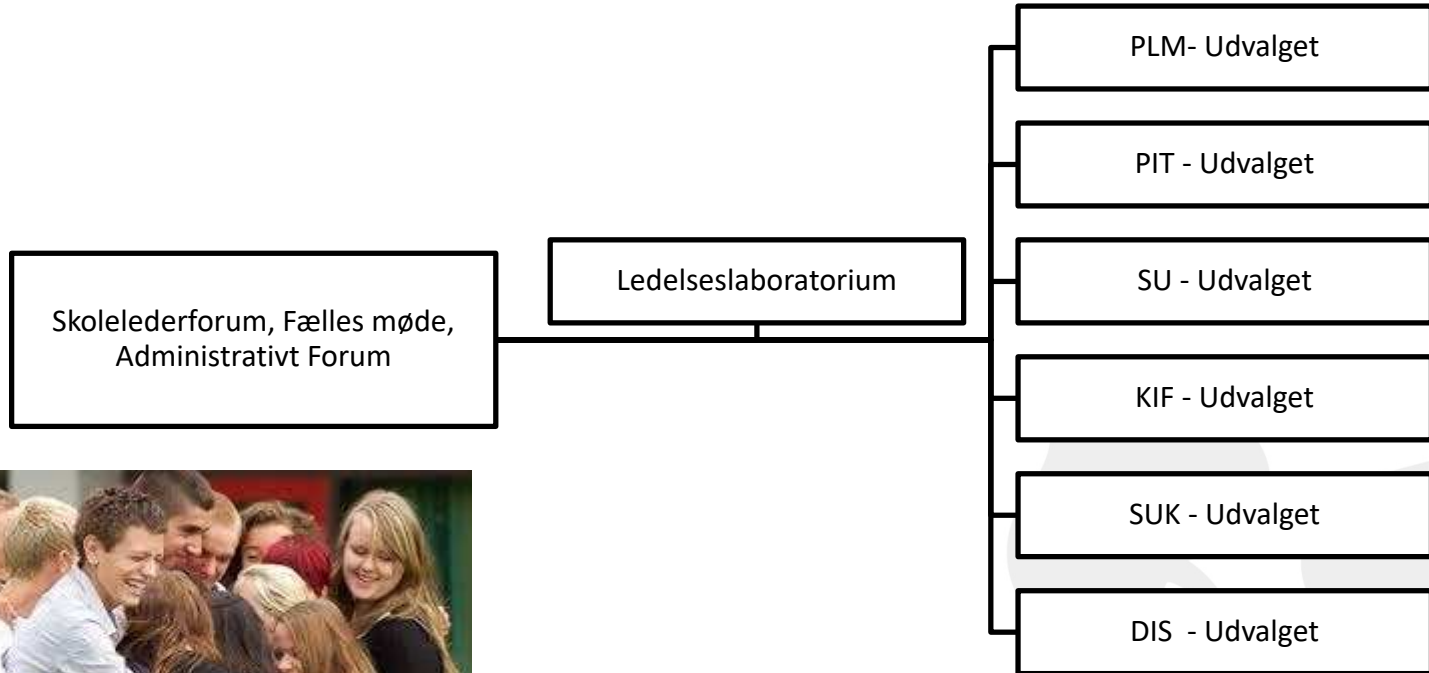 Skolelederforum, Fælles møde,
Administrativt Forum
Ledelseslaboratorium
PLM- Udvalget
PIT - Udvalget
SU - Udvalget
KIF - Udvalget
SUK - Udvalget
DIS  - Udvalget